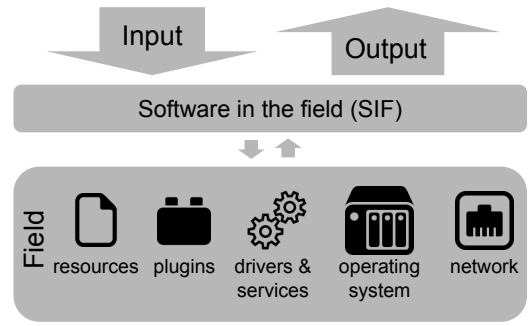 Input
Output
Software in the field (SIF)
Field
resources
plugins
drivers &
services
operating
system
network